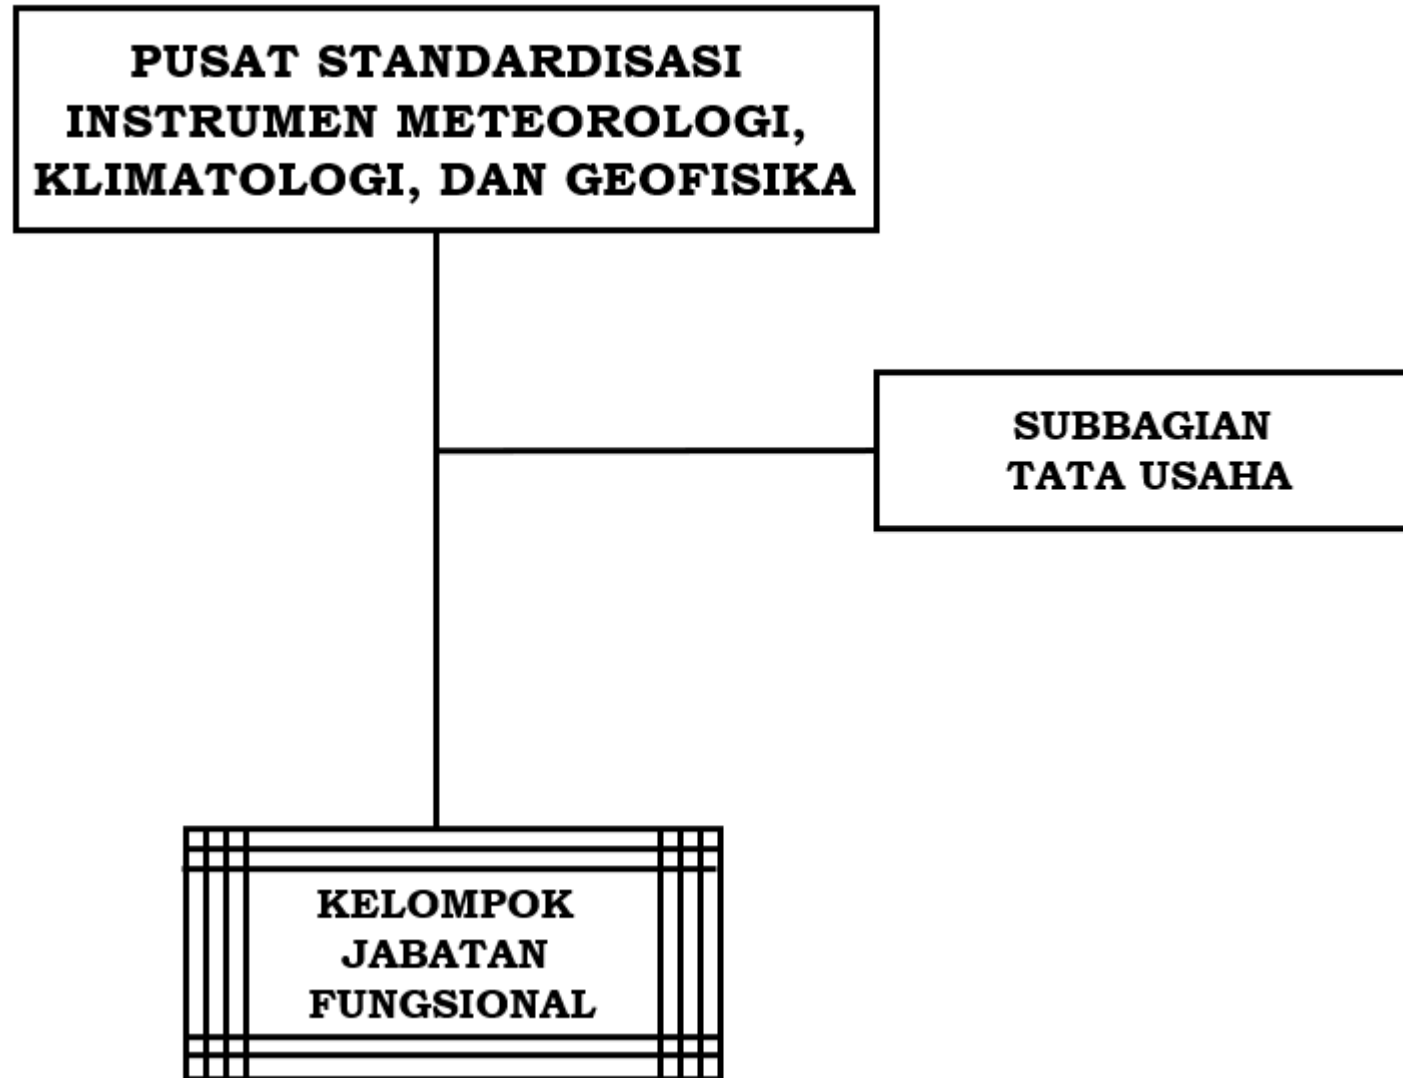 PUSAT STANDARDISASI
INSTRUMEN METEOROLOGI,
KLIMATOLOGI, DAN GEOFISIKA
SUBBAGIAN
TATA USAHA
KELOMPOK
JABATAN
FUNGSIONAL